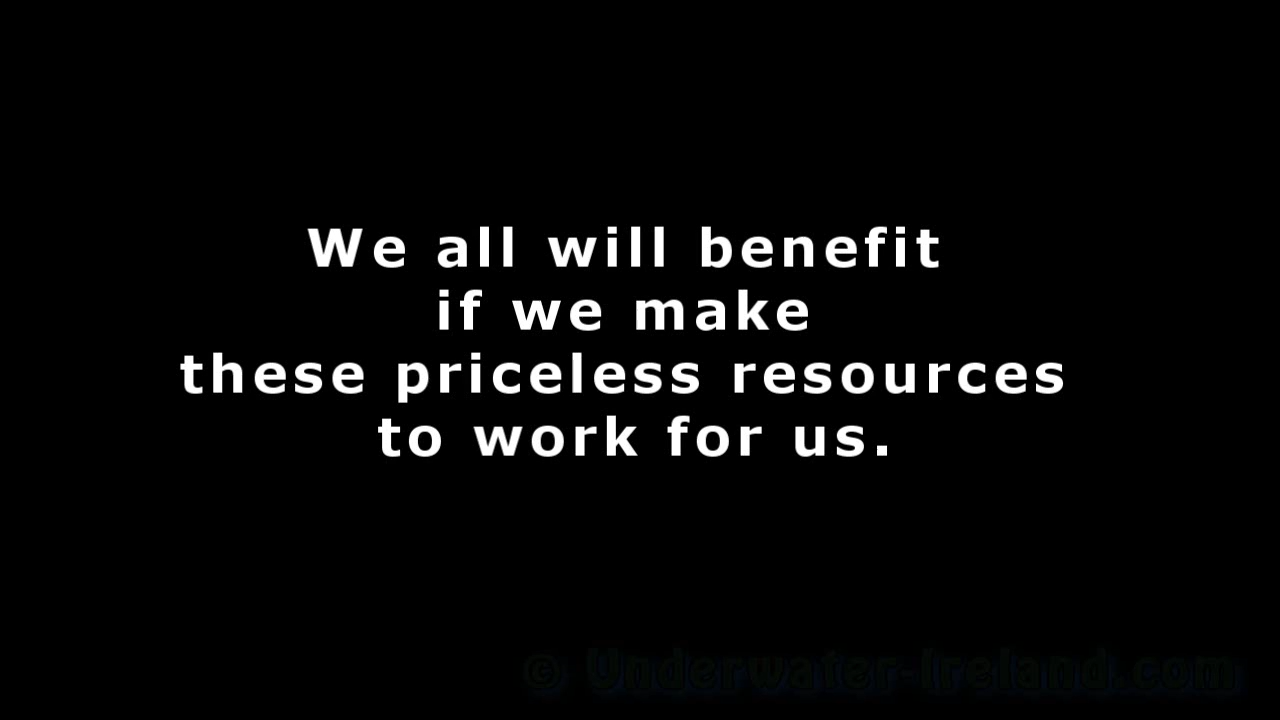 We all will benefit
if we make
these priceless resources
to work for us.
© Underwater-Ireland.com